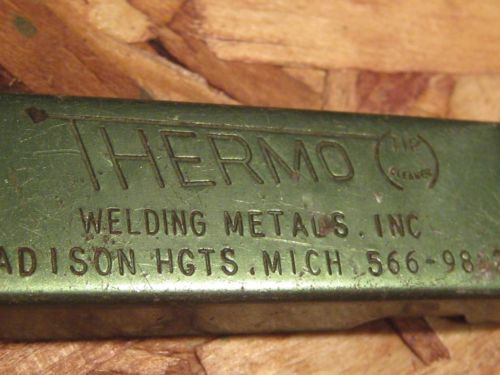 THERMO (TIP CLEANER)
WELDING METALS. INC
ADISON HGTS. MICH. 566-98